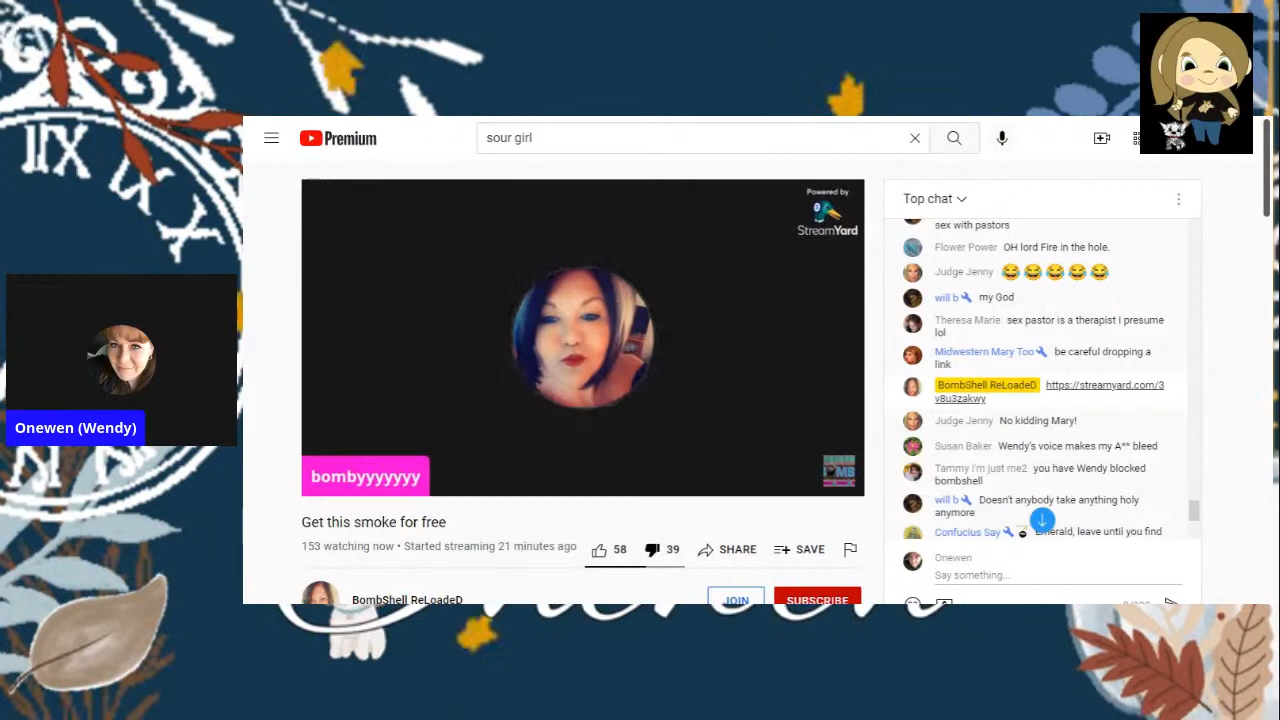 IX
X
Premium
sour girl
Powered by
StreamYard
bombyyyyyyy
Onewen (Wendy)
Get this smoke for free
153 watching now • Started streaming 21 minutes ago
58
39
SHARE
SAVE
BombShell ReLoadeD
JOIN
SUBSCRIBE
Top chat
sex with pastors
Flower Power OH lord Fire in the hole.
Judge Jenny 😂😂😂😂😂
will b my God
Theresa Marie sex pastor is a therapist I presume
lol
Midwestern Mary Too be careful dropping a
link
BombShell ReLoadeD https://streamyard.com/3
v8u3zakwy
Judge Jenny No kidding Mary!
Susan Baker Wendy's voice makes my A** bleed
Tammy I'm just me2 you have Wendy blocked
bombshell
will b Doesn't anybody take anything holy
anymore
Confucius Say Emerald, leave until you find
Onewen
Say something...